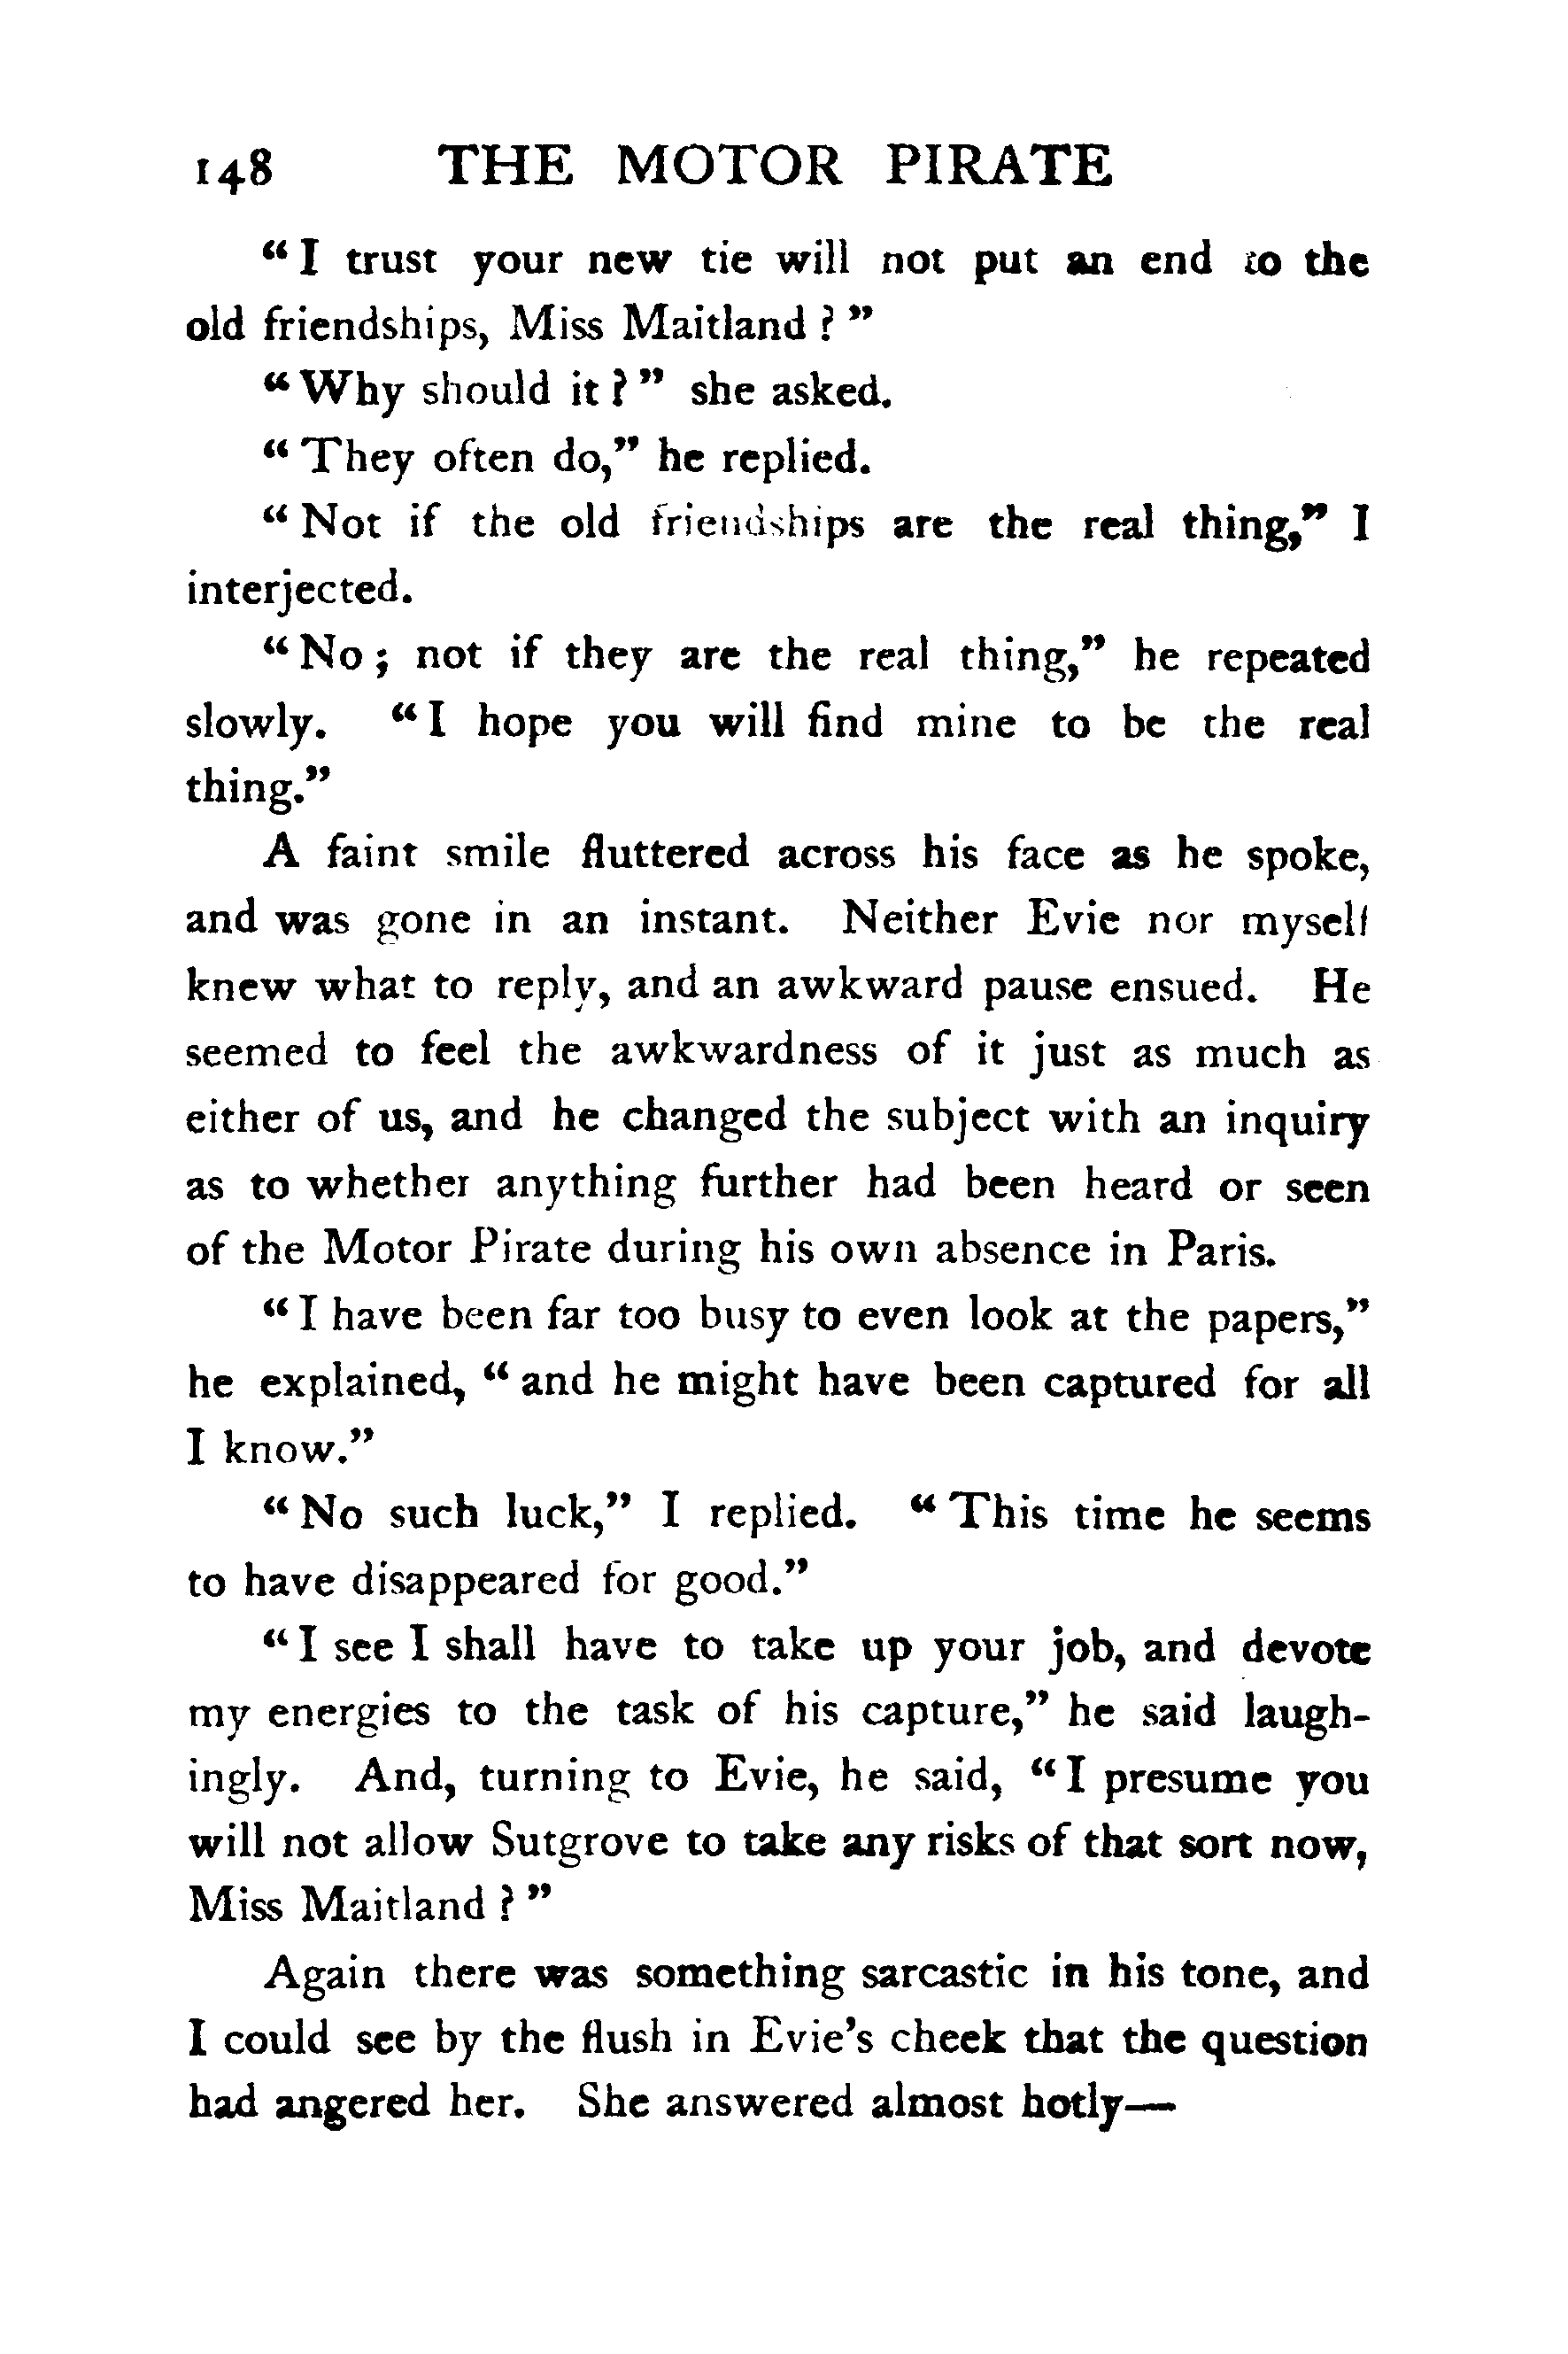 148 THE MOTOR PIRATE
“I trust your new tie will not put an end to the
old friendships, Miss Maitland?”
“Why should it?” she asked.
“They often do,” he replied.
“Not if the old friendships are the real thing,” I
interjected.
“No; not if they are the real thing,” he repeated
slowly. “I hope you will find mine to be the real
thing.”
A faint smile fluttered across his face as he spoke,
and was gone in an instant. Neither Evie nor myself
knew what to reply, and an awkward pause ensued. He
seemed to feel the awkwardness of it just as much as
either of us, and he changed the subject with an inquiry
as to whether anything further had been heard or seen
of the Motor Pirate during his own absence in Paris.
“I have been far too busy to even look at the papers,”
he explained, “and he might have been captured for all
I know.”
“No such luck,” I replied. “This time he seems
to have disappeared for good.”
“I see I shall have to take up your job, and devote
my energies to the task of his capture,” he said laugh-
ingly. And, turning to Evie, he said, “I presume you
will not allow Sutgrove to take any risks of that sort now,
Miss Maitland?”
Again there was something sarcastic in his tone, and
I could see by the flush in Evie’s cheek that the question
had angered her. She answered almost hotly—